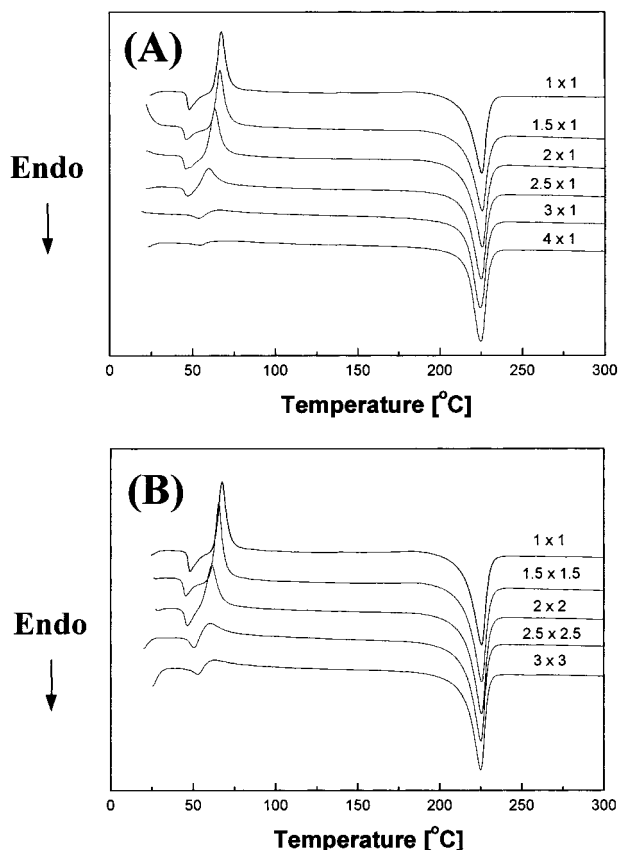 (A)
1 x 1
1.5 x 1
2 x 1
2.5 x 1
3 x 1
4 x 1
Endo
0 50 100 150 200 250 300
Temperature [°C]
(B)
1 x 1
1.5 x 1.5
2 x 2
2.5 x 2.5
3 x 3
Endo
0 50 100 150 200 250 300
Temperature [°C]